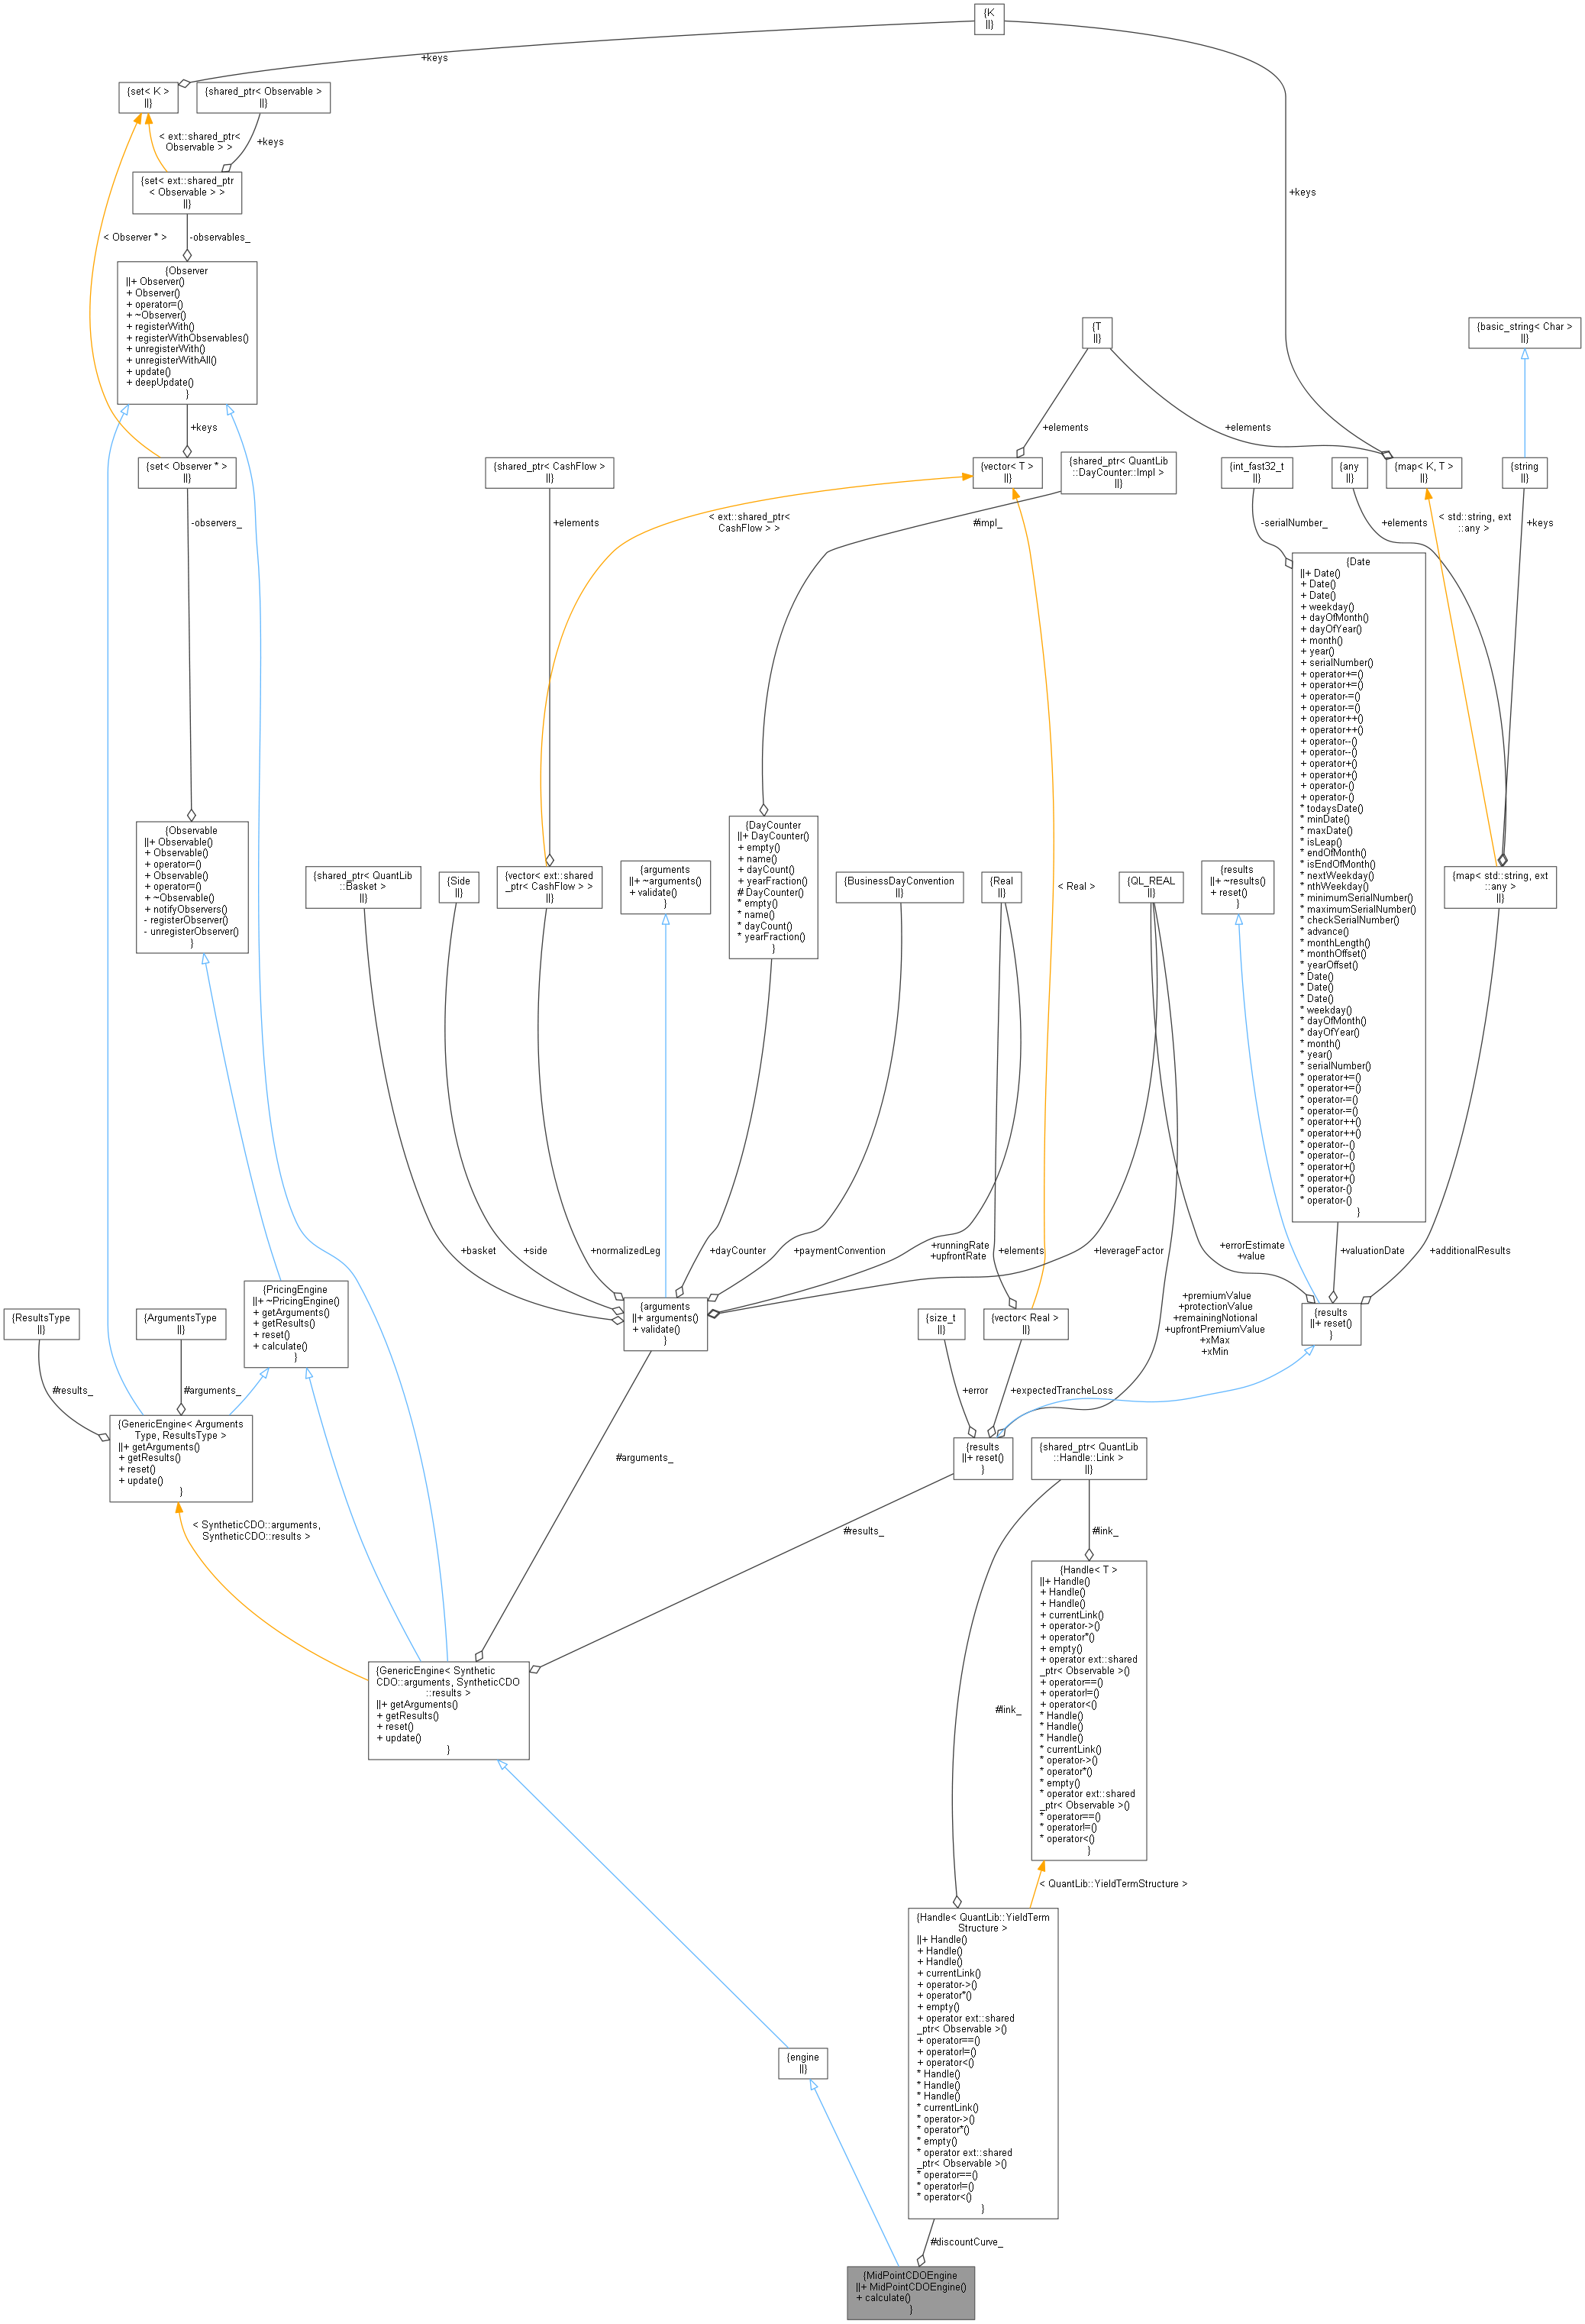 {K
||}
+keys
{set< K >
||}
{shared_ptr< Observable >
||}
< ext::shared_ptr<
Observable > >
+keys
{set< ext::shared_ptr
< Observable > >
||}
+keys
< Observer * >
-observables_
{Observer
||+ Observer()
+ Observer()
+ operator=()
+ ~Observer()
+ registerWith()
+ registerWithObservables()
+ unregisterWith()
+ unregisterWithAll()
+ update()
+ deepUpdate()
}
{T
||}
{basic_string< Char >
||}
+keys
+elements
+elements
{set< Observer * >
||}
{shared_ptr< CashFlow >
||}
{vector< T >
||}
{shared_ptr< QuantLib
::DayCounter::Impl >
||}
{int_fast32_t
||}
{any
||}
{map< K, T >
||}
{string
||}
-observers_
+elements
< ext::shared_ptr<
CashFlow > >
#impl_
-serialNumber_
+elements
< std::string, ext
::any >
+keys
{Date
||+ Date()
+ Date()
+ Date()
+ weekday()
+ dayOfMonth()
+ dayOfYear()
+ month()
+ year()
+ serialNumber()
+ operator+=()
+ operator+=()
+ operator-=()
+ operator-=()
+ operator++()
+ operator++()
+ operator--()
+ operator--()
+ operator+()
+ operator+()
+ operator-()
+ operator-()
* todaysDate()
* minDate()
* maxDate()
* isLeap()
* endOfMonth()
* isEndOfMonth()
* nextWeekday()
* nthWeekday()
* minimumSerialNumber()
* maximumSerialNumber()
* checkSerialNumber()
* advance()
* monthLength()
* monthOffset()
* yearOffset()
* Date()
* Date()
* Date()
* weekday()
* dayOfMonth()
* dayOfYear()
* month()
* year()
* serialNumber()
* operator+=()
* operator+=()
* operator-=()
* operator-=()
* operator++()
* operator++()
* operator--()
* operator--()
* operator+()
* operator+()
* operator-()
* operator-()
}
{Observable
||+ Observable()
+ Observable()
+ operator=()
+ Observable()
+ operator=()
+ ~Observable()
+ notifyObservers()
- registerObserver()
- unregisterObserver()
}
{shared_ptr< QuantLib
::Basket >
||}
{Side
||}
{vector< ext::shared
_ptr< CashFlow > >
||}
{arguments
||+ ~arguments()
+ validate()
}
{DayCounter
||+ DayCounter()
+ empty()
+ name()
+ dayCount()
+ yearFraction()
# DayCounter()
* empty()
* name()
* dayCount()
* yearFraction()
}
{BusinessDayConvention
||}
{Real
||}
< Real >
{QL_REAL
||}
{results
||+ ~results()
+ reset()
}
{map< std::string, ext
::any >
||}
+basket
+side
+normalizedLeg
+dayCounter
+paymentConvention
+runningRate
+upfrontRate
+elements
+leverageFactor
+errorEstimate
+value
+valuationDate
+additionalResults
{PricingEngine
||+ ~PricingEngine()
+ getArguments()
+ getResults()
+ reset()
+ calculate()
}
{ResultsType
||}
{ArgumentsType
||}
{arguments
||+ arguments()
+ validate()
}
{size_t
||}
{vector< Real >
||}
+premiumValue
+protectionValue
+remainingNotional
+upfrontPremiumValue
+xMax
+xMin
{results
||+ reset()
}
#results_
#arguments_
+error
+expectedTrancheLoss
{GenericEngine< Arguments
Type, ResultsType >
||+ getArguments()
+ getResults()
+ reset()
+ update()
}
#arguments_
{results
||+ reset()
}
{shared_ptr< QuantLib
::Handle::Link >
||}
< SyntheticCDO::arguments,
SyntheticCDO::results >
#results_
#link_
{Handle< T >
||+ Handle()
+ Handle()
+ Handle()
+ currentLink()
+ operator->()
+ operator*()
+ empty()
+ operator ext::shared
_ptr< Observable >()
+ operator==()
+ operator!=()
+ operator<()
* Handle()
* Handle()
* Handle()
* currentLink()
* operator->()
* operator*()
* empty()
* operator ext::shared
_ptr< Observable >()
* operator==()
* operator!=()
* operator<()
}
{GenericEngine< Synthetic
CDO::arguments, SyntheticCDO
::results >
||+ getArguments()
+ getResults()
+ reset()
+ update()
}
#link_
< QuantLib::YieldTermStructure >
{Handle< QuantLib::YieldTerm
Structure >
||+ Handle()
+ Handle()
+ Handle()
+ currentLink()
+ operator->()
+ operator*()
+ empty()
+ operator ext::shared
_ptr< Observable >()
+ operator==()
+ operator!=()
+ operator<()
* Handle()
* Handle()
* Handle()
* currentLink()
* operator->()
* operator*()
* empty()
* operator ext::shared
_ptr< Observable >()
* operator==()
* operator!=()
* operator<()
}
{engine
||}
#discountCurve_
{MidPointCDOEngine
||+ MidPointCDOEngine()
+ calculate()
}